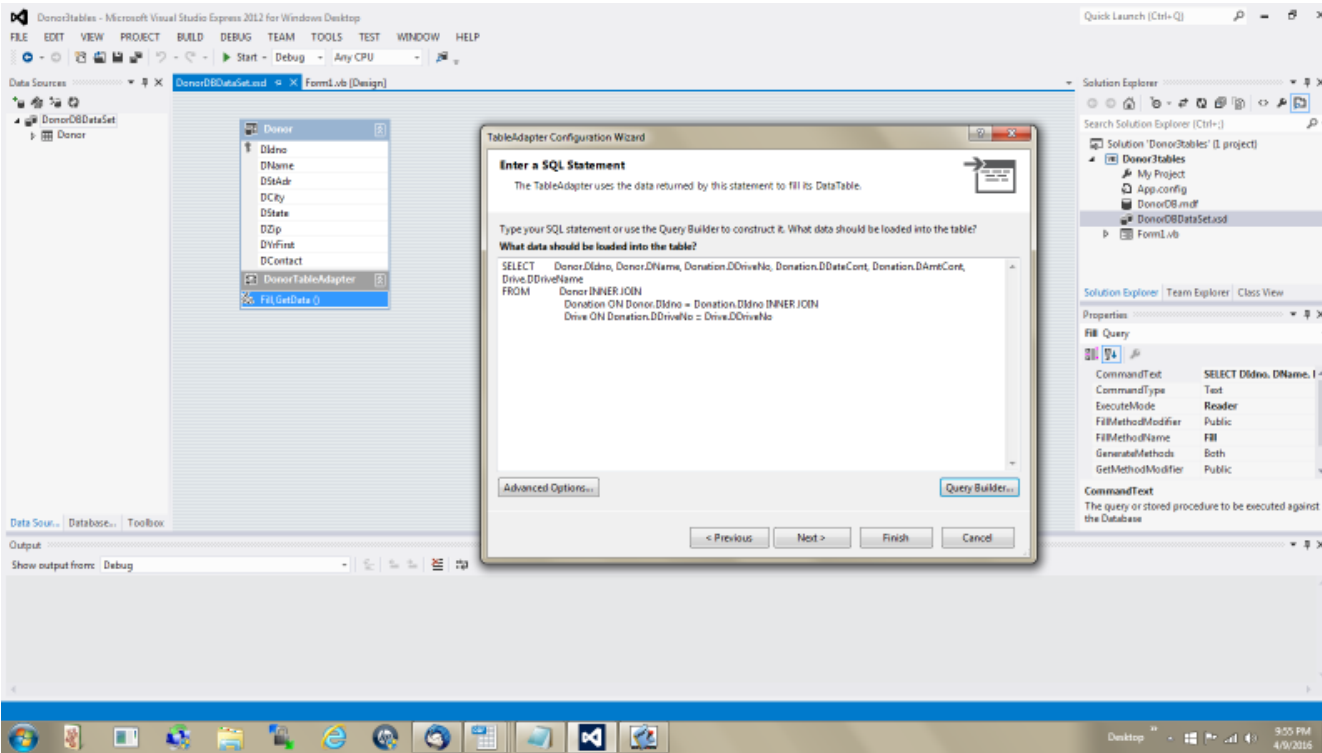 Donor3tables - Microsoft Visual Studio Express 2012 for Windows Desktop
Quick Launch (Ctrl+Q)
FILE EDIT VIEW PROJECT BUILD DEBUG TEAM TOOLS TEST WINDOW HELP
Start - Debug - Any CPU
Data Sources
DonorDBDataSet.xsd Form1.vb [Design]
Solution Explorer
DonorDBDataSet
Donor
Search Solution Explorer (Ctrl+;)
Solution 'Donor3tables' (1 project)
Donor3tables
My Project
App.config
DonorDB.mdf
DonorDBDataSet.xsd
Form1.vb
Donor
DIdno
DName
DStAdr
DCity
DState
DZip
DYrFirst
DContact
DonorTableAdapter
Fill,GetData ()
TableAdapter Configuration Wizard
Enter a SQL Statement
The TableAdapter uses the data returned by this statement to fill its DataTable.
Type your SQL statement or use the Query Builder to construct it. What data should be loaded into the table?
What data should be loaded into the table?
SELECT Donor.DIdno, Donor.DName, Donation.DDriveNo, Donation.DDateCont, Donation.DAmtCont,
Drive.DDriveName
FROM Donor INNER JOIN
Donation ON Donor.DIdno = Donation.DIdno INNER JOIN
Drive ON Donation.DDriveNo = Drive.DDriveNo
Advanced Options...
Query Builder...
< Previous Next > Finish Cancel
Solution Explorer Team Explorer Class View
Properties
Fill Query
CommandText SELECT DIdno, DName,
CommandType Text
ExecuteMode Reader
FillMethodModifier Public
FillMethodName Fill
GenerateMethods Both
GetMethodModifier Public
CommandText
The query or stored procedure to be executed against
the Database
Data Sour... Database... Toolbox
Output
Show output from: Debug
Desktop
9:55 PM
4/9/2016